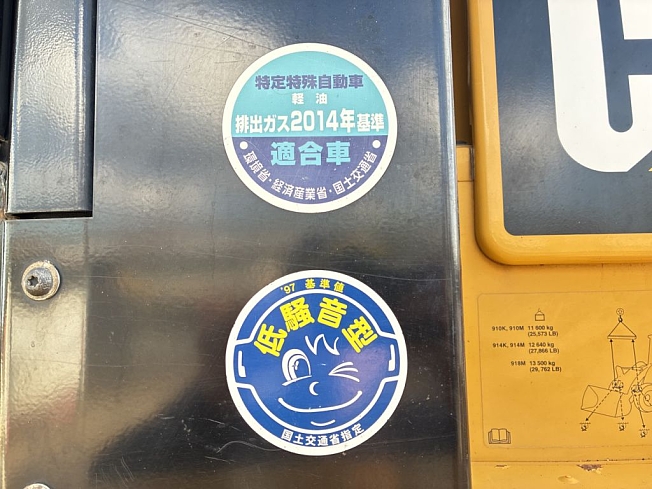 特定特殊自動車
軽油
排出ガス2014年基準
適合車
・環境省・経済産業省・国土交通省・
'97 基準値
低騒音型
国土交通省指定
910K, 910M 11 600 kg
(25,573 LB)
914K, 914M 12 640 kg
(27,866 LB)
918M 13 500 kg
(29,762 LB)